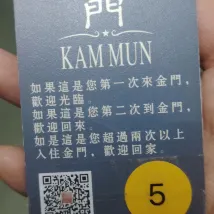 門
KAM MUN
如果這是您第一次來金門,
歡迎光臨。
如果這是您第二次到金門,
歡迎回來。
如果這是您超過兩次以上
入住金門,歡迎回家。
5